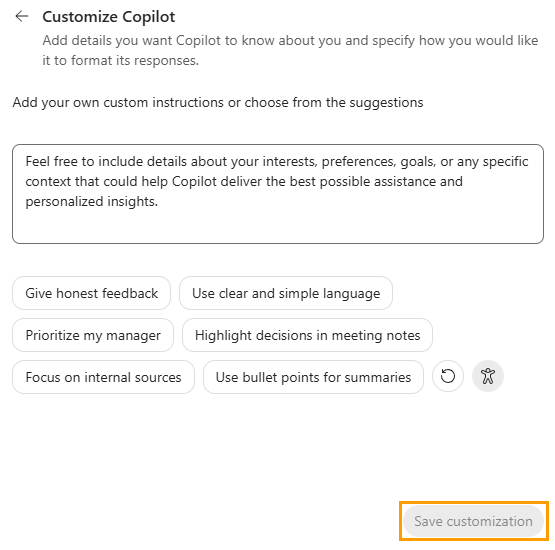 Customize Copilot
Add details you want Copilot to know about you and specify how you would like
it to format its responses.
Add your own custom instructions or choose from the suggestions
Feel free to include details about your interests, preferences, goals, or any specific
context that could help Copilot deliver the best possible assistance and
personalized insights.
Give honest feedback
Use clear and simple language
Prioritize my manager
Highlight decisions in meeting notes
Focus on internal sources
Use bullet points for summaries
Save customization